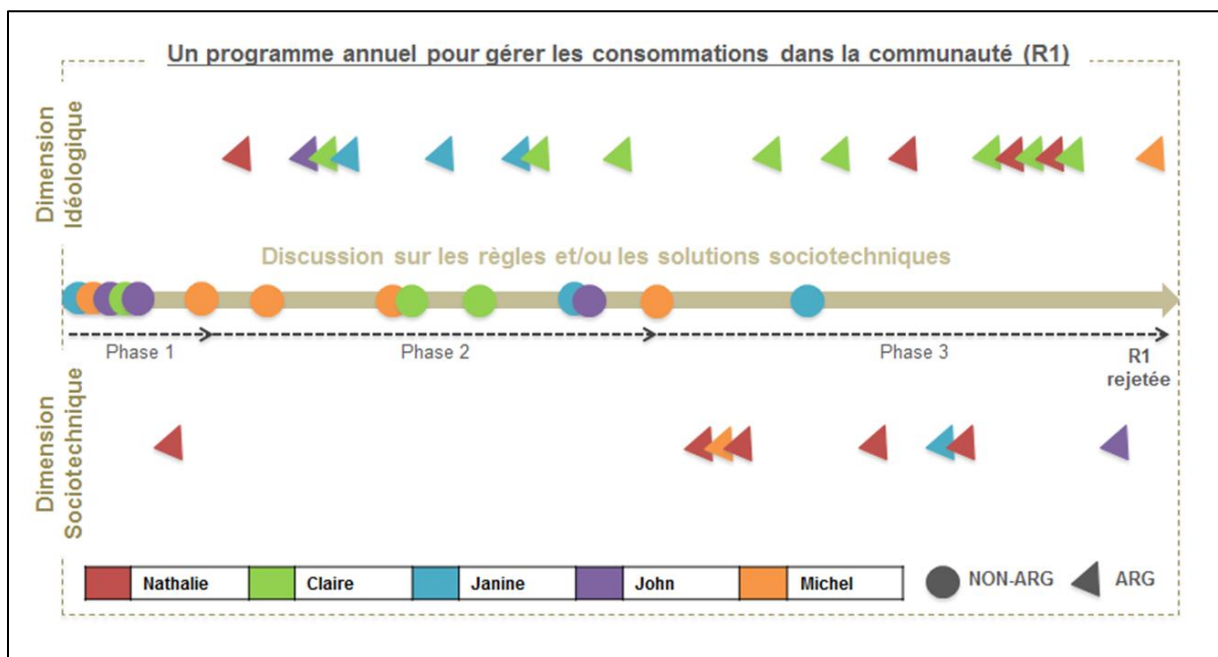 Un programme annuel pour gérer les consommations dans la communauté (R1)
Dimension
Idéologique
Discussion sur les règles et/ou les solutions sociotechniques
Phase 1
Phase 2
Phase 3
R1
rejetée
Dimension
Sociotechnique
Nathalie
Claire
Janine
John
Michel
NON-ARG
ARG